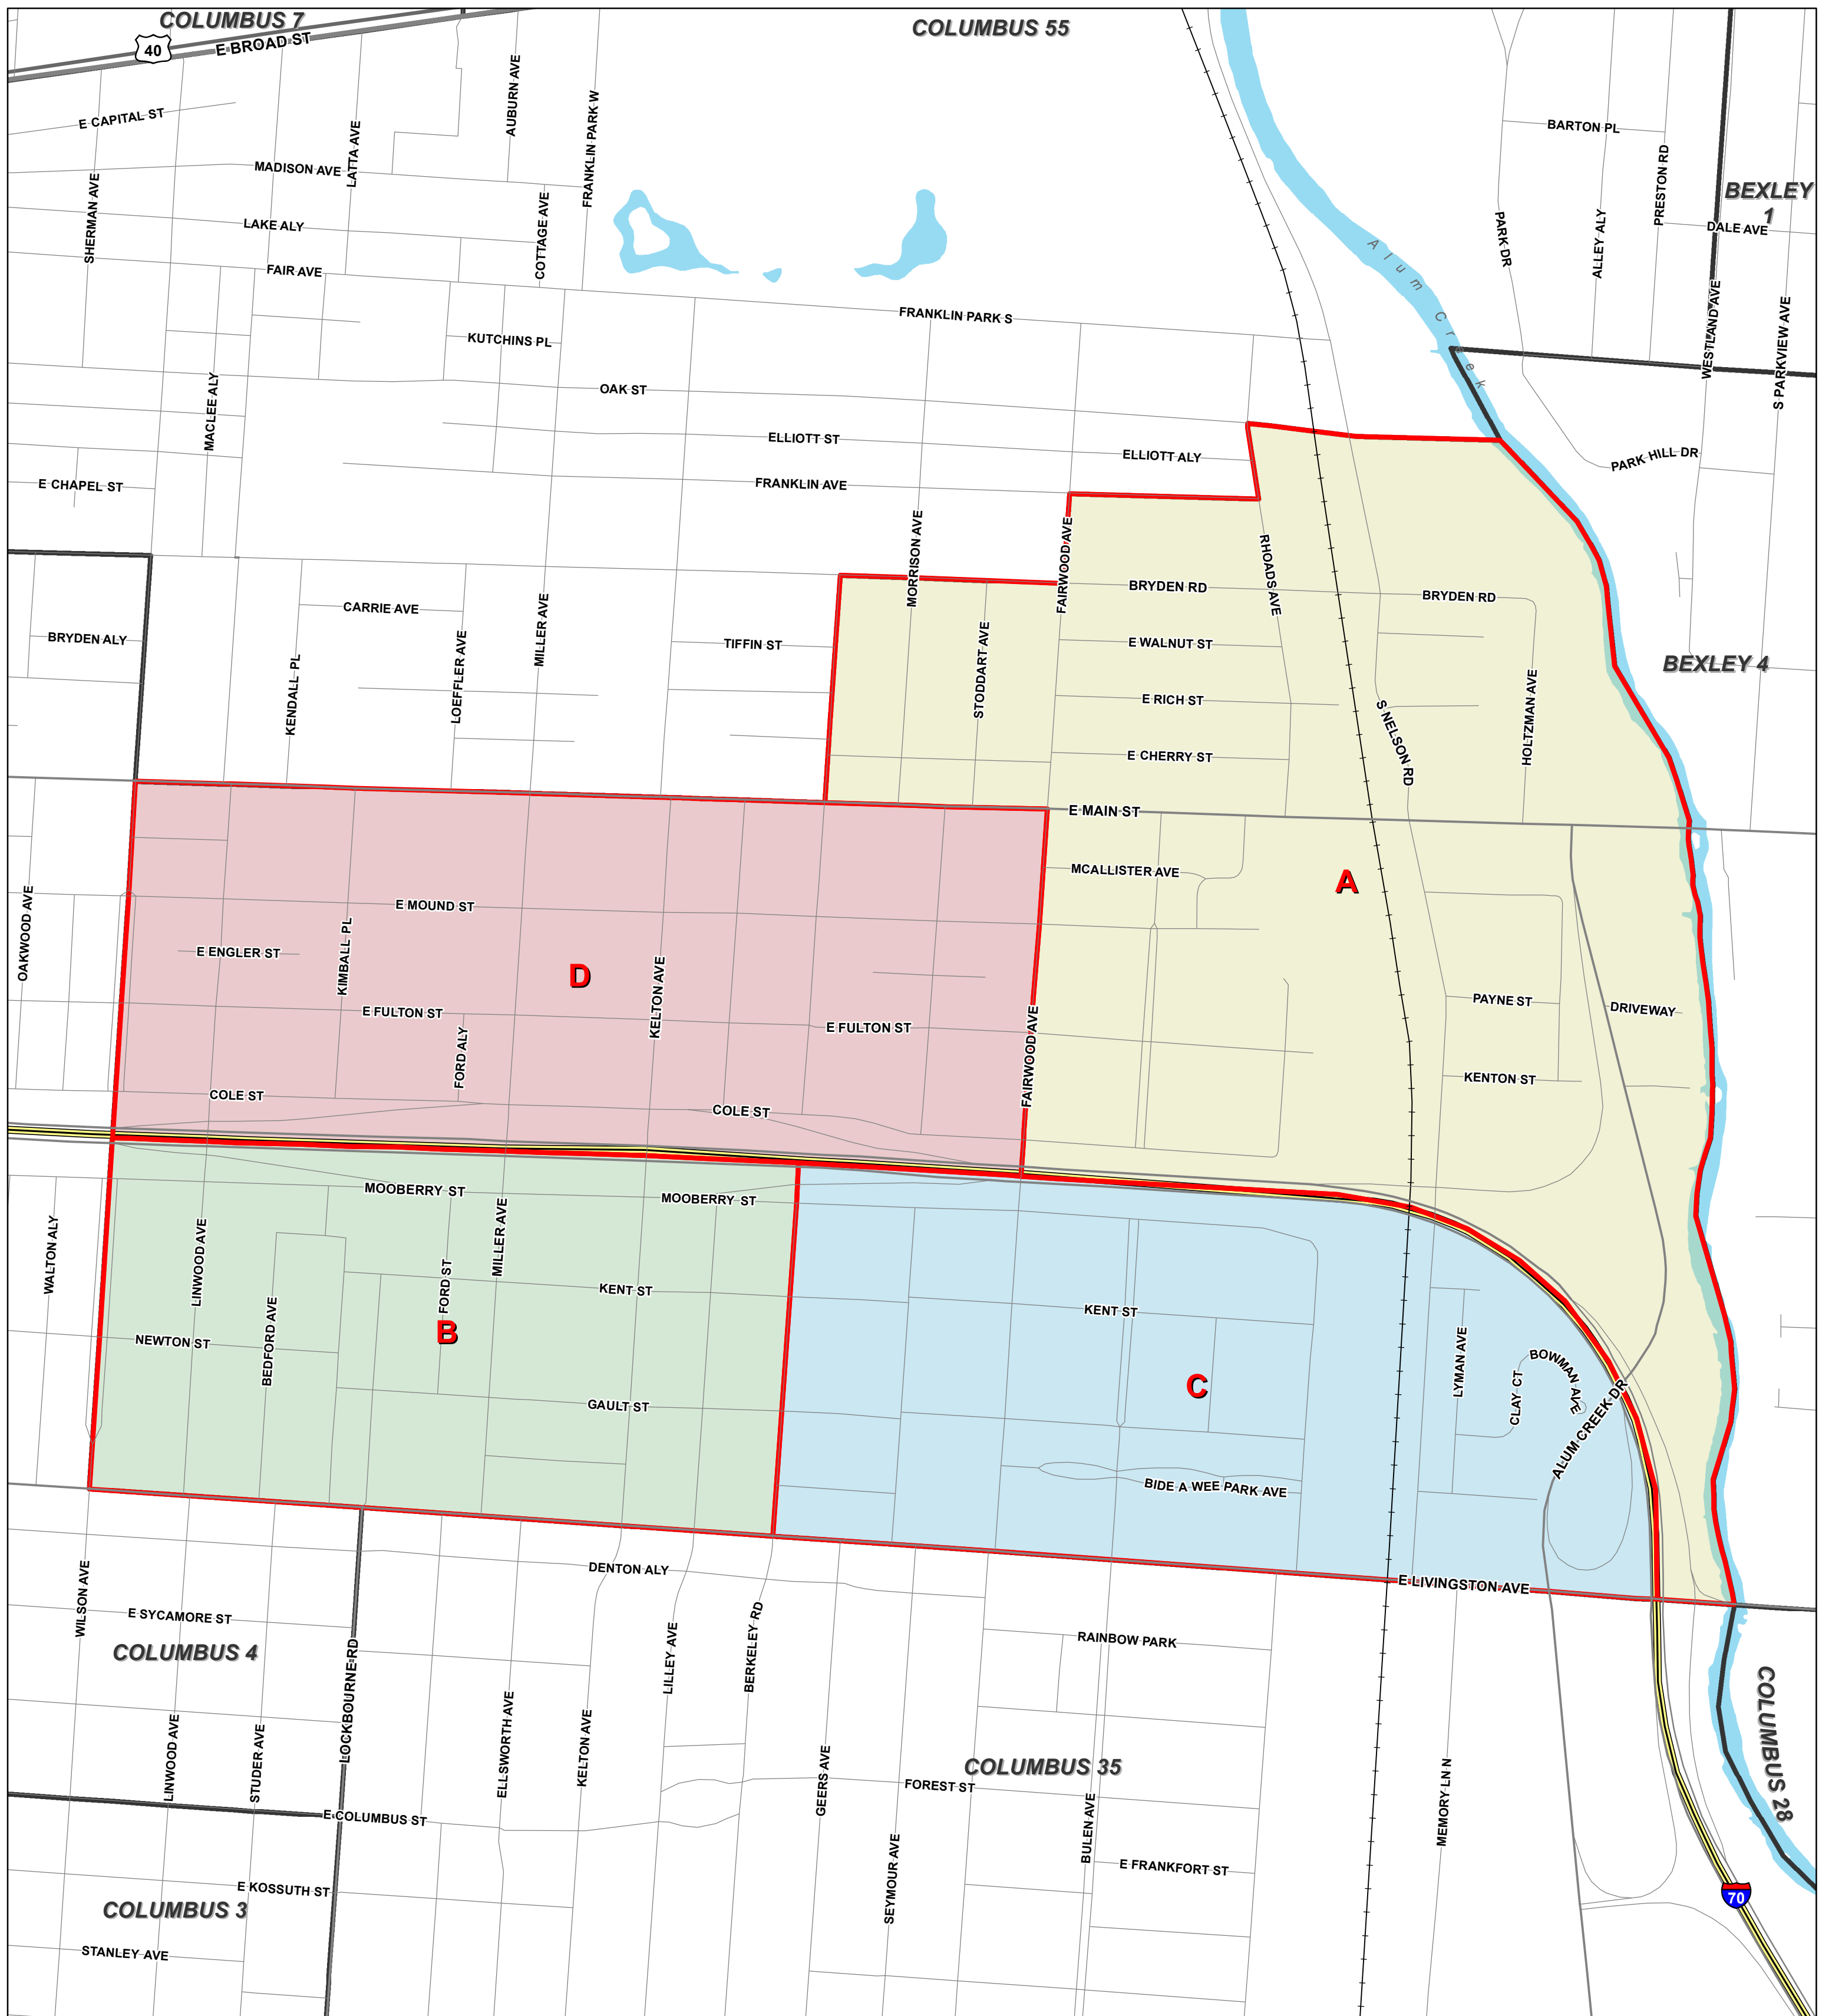 COLUMBUS 7
COLUMBUS 55
40
E BROAD ST
E CAPITAL ST
AUBURN AVE
FRANKLIN PARK W
LATTA AVE
MADISON AVE
SHERMAN AVE
LAKE ALY
COTTAGE AVE
FAIR AVE
BARTON PL
PRESTON RD
BEXLEY
1
DALE AVE
PARK DR
ALLEY ALY
Alum Creek
WESTLAND AVE
S PARKVIEW AVE
FRANKLIN PARK S
KUTCHINS PL
OAK ST
MACLEE ALY
ELLIOTT ST
ELLIOTT ALY
PARK HILL DR
E CHAPEL ST
FRANKLIN AVE
MORRISON AVE
FAIRWOOD AVE
RHOADS AVE
BRYDEN RD
BRYDEN RD
CARRIE AVE
BRYDEN ALY
KENDALL PL
LOEFFLER AVE
MILLER AVE
TIFFIN ST
STODDART AVE
E WALNUT ST
BEXLEY 4
E RICH ST
S NELSON RD
HOLTZMAN AVE
E CHERRY ST
E MAIN ST
MCALLISTER AVE
A
OAKWOOD AVE
E MOUND ST
E ENGLER ST
KIMBALL PL
D
KELTON AVE
E FULTON ST
E FULTON ST
FORD ALY
FAIRWOOD AVE
PAYNE ST
DRIVEWAY
KENTON ST
COLE ST
COLE ST
MOOBERRY ST
MOOBERRY ST
WALTON ALY
LINWOOD AVE
MILLER AVE
FORD ST
KENT ST
KENT ST
NEWTON ST
BEDFORD AVE
B
GAULT ST
C
LYMAN AVE
CLAY CT
BOWMAN AVE
ALUM CREEK DR
BIDE A WEE PARK AVE
E LIVINGSTON AVE
DENTON ALY
WILSON AVE
E SYCAMORE ST
COLUMBUS 4
LOCKBOURNE RD
LILLEY AVE
BERKELEY RD
RAINBOW PARK
LINWOOD AVE
STUDER AVE
ELLSWORTH AVE
KELTON AVE
GEERS AVE
COLUMBUS 35
FOREST ST
COLUMBUS 28
E COLUMBUS ST
SEYMOUR AVE
BULEN AVE
MEMORY LN N
E FRANKFORT ST
E KOSSUTH ST
70
COLUMBUS 3
STANLEY AVE